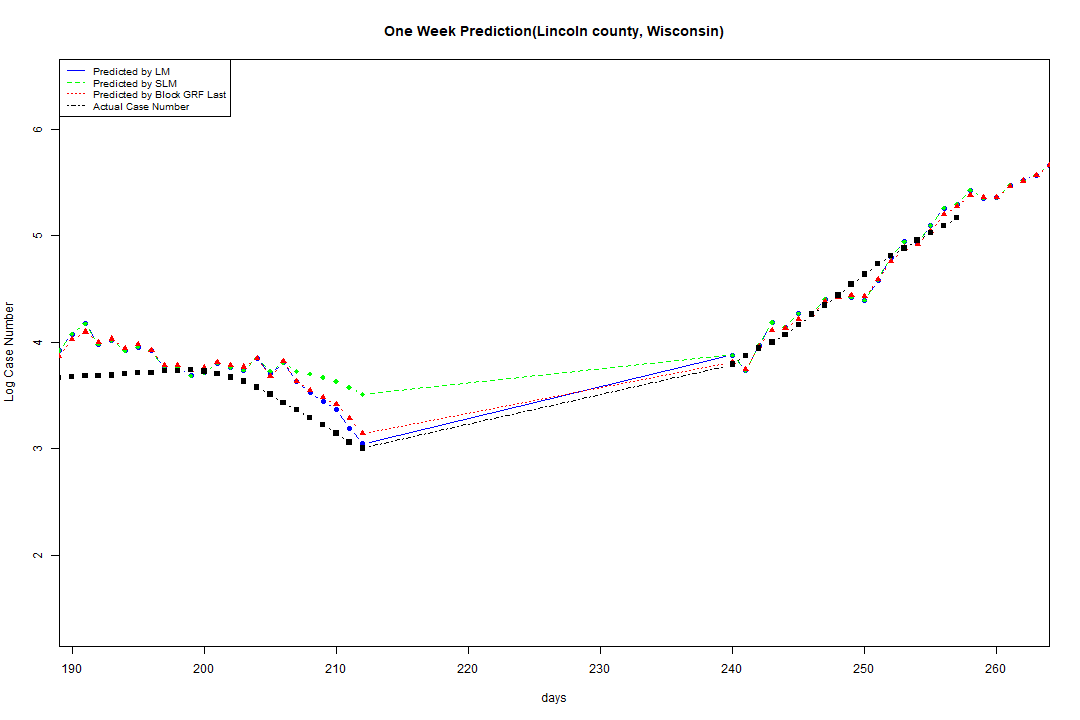 One Week Prediction(Lincoln county, Wisconsin)
Predicted by LM
Predicted by SLM
Predicted by Block GRF Last
Actual Case Number
Log Case Number
6
5
4
3
2
190 200 210 220 230 240 250 260
days